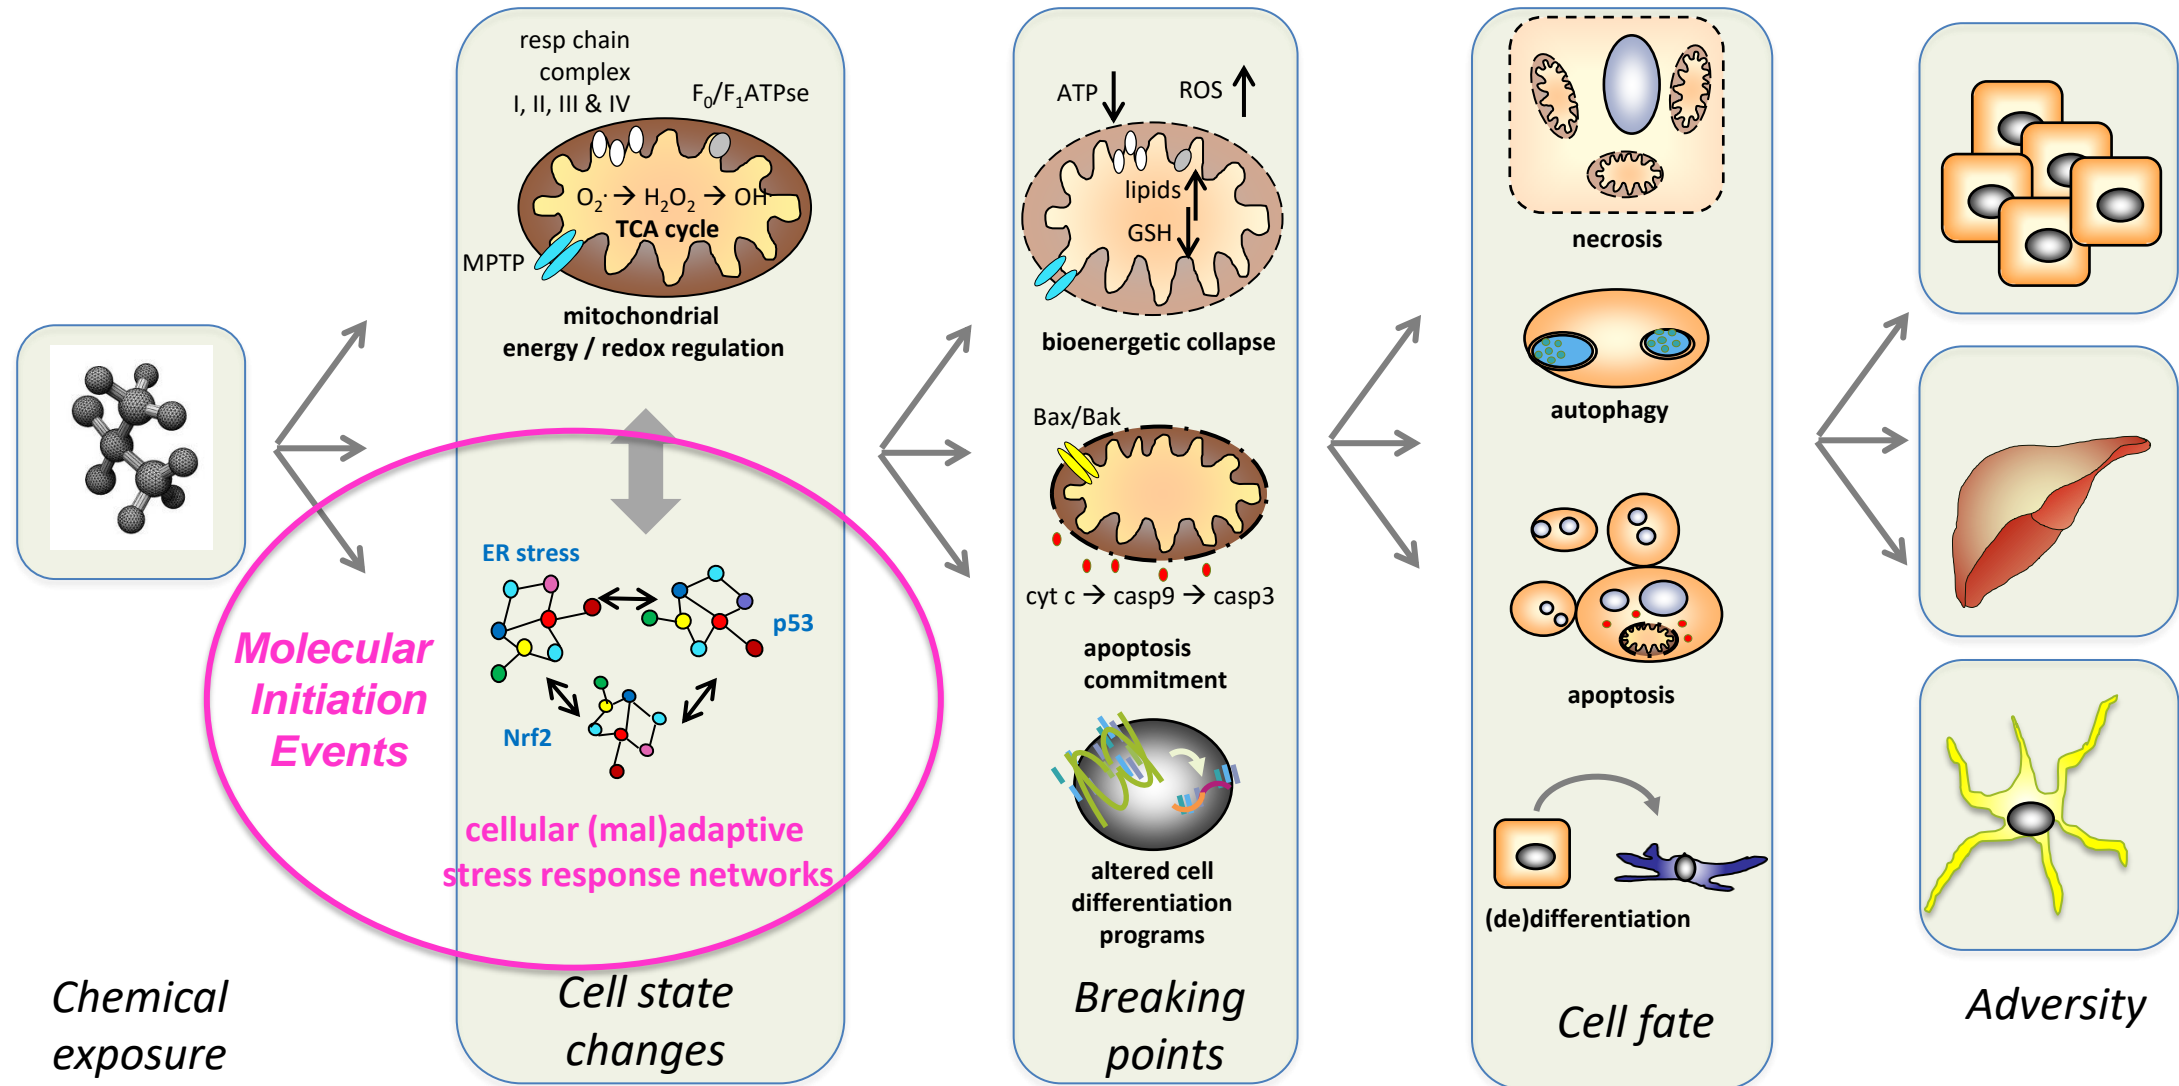 resp chain
complex
I, II, III & IV
F₀/F₁ATPse
O₂· → H₂O₂ → OH·
TCA cycle
MPTP
mitochondrial
energy / redox regulation
ER stress
p53
Nrf2
Molecular
Initiation
Events
cellular (mal)adaptive
stress response networks
ATP
ROS
lipids
GSH
bioenergetic collapse
Bax/Bak
cyt c → casp9 → casp3
apoptosis
commitment
altered cell
differentiation
programs
necrosis
autophagy
apoptosis
(de)differentiation
Chemical
exposure
Cell state
changes
Breaking
points
Cell fate
Adversity